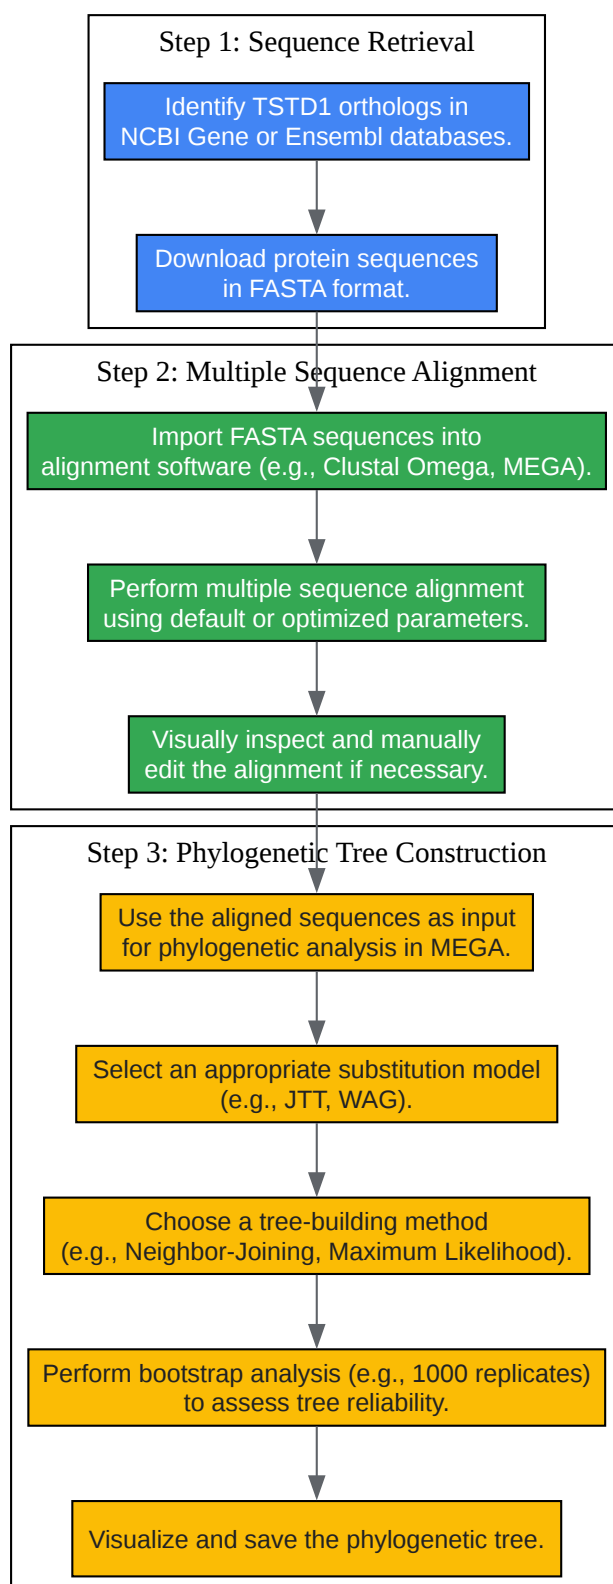 Step 1: Sequence Retrieval
Identify TSTD1 orthologs in
NCBI Gene or Ensembl databases.
Download protein sequences
in FASTA format.
Step 2: Multiple Sequence Alignment
Import FASTA sequences into
alignment software (e.g., Clustal Omega, MEGA).
Perform multiple sequence alignment
using default or optimized parameters.
Visually inspect and manually
edit the alignment if necessary.
Step 3: Phylogenetic Tree Construction
Use the aligned sequences as input
for phylogenetic analysis in MEGA.
Select an appropriate substitution model
(e.g., JTT, WAG).
Choose a tree-building method
(e.g., Neighbor-Joining, Maximum Likelihood).
Perform bootstrap analysis (e.g., 1000 replicates)
to assess tree reliability.
Visualize and save the phylogenetic tree.